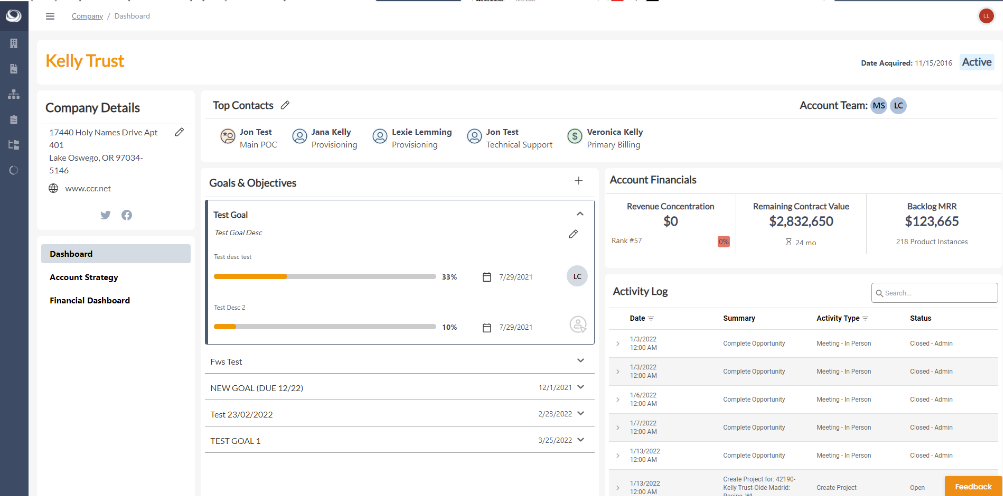 Company / Dashboard
LL
Kelly Trust
Date Acquired: 11/15/2016 Active
Company Details
17440 Holy Names Drive Apt
401
Lake Oswego, OR 97034-
5146
www.ccr.net
Dashboard
Account Strategy
Financial Dashboard
Top Contacts
Account Team: MS LC
Jon Test
Main POC
Jana Kelly
Provisioning
Lexie Lemming
Provisioning
Jon Test
Technical Support
$
Veronica Kelly
Primary Billing
Goals & Objectives
Test Goal
Test Goal Desc
Test desc test
33% 7/29/2021 LC
Test Desc 2
10% 7/29/2021
Fws Test
NEW GOAL (DUE 12/22) 12/1/2021
Test 23/02/2022 2/25/2022
TEST GOAL 1 3/25/2022
Account Financials
Revenue Concentration
$0
Rank #57 0%
Remaining Contract Value
$2,832,650
24 mo
Backlog MRR
$123,665
218 Product Instances
Activity Log
Search...
Date Summary Activity Type Status
1/3/2022
12:00 AM
Complete Opportunity Meeting - In Person Closed - Admin
1/3/2022
12:00 AM
Complete Opportunity Meeting - In Person Closed - Admin
1/6/2022
12:00 AM
Complete Opportunity Meeting - In Person Closed - Admin
1/7/2022
12:00 AM
Complete Opportunity Meeting - In Person Closed - Admin
1/13/2022
12:00 AM
Complete Opportunity Meeting - In Person Closed - Admin
1/13/2022
12:00 AM
Create Project for: 42190-
Kelly Trust-Olde Madrid:
Create Project Open
Feedback